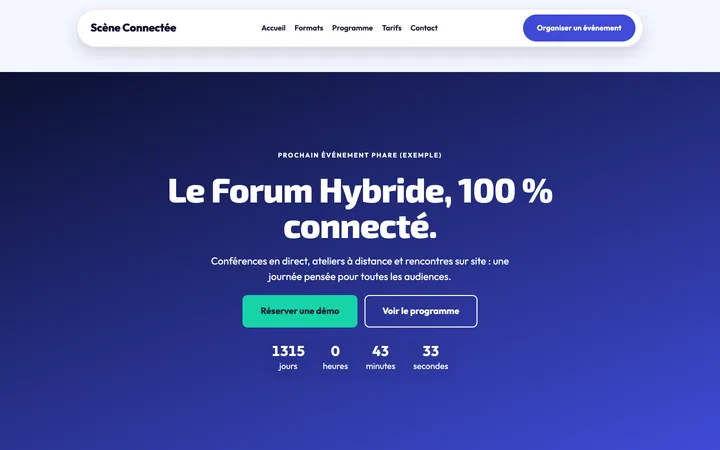 Scène Connectée
Accueil Formats Programme Tarifs Contact
Organiser un événement
PROCHAIN ÉVÉNEMENT PHARE (EXEMPLE)
Le Forum Hybride, 100 %
connecté.
Conférences en direct, ateliers à distance et rencontres sur site : une
journée pensée pour toutes les audiences.
Réserver une démo
Voir le programme
1315 0 43 33
jours heures minutes secondes